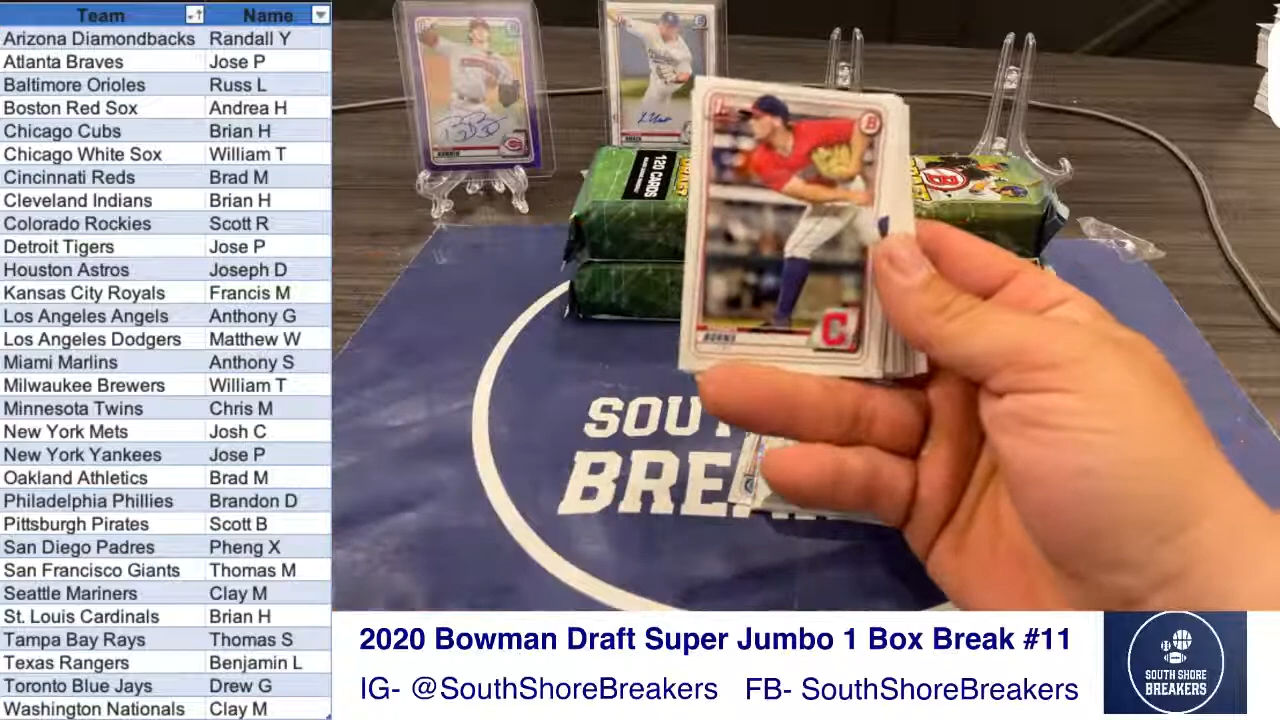 Team Name
Arizona Diamondbacks Randall Y
Atlanta Braves Jose P
Baltimore Orioles Russ L
Boston Red Sox Andrea H
Chicago Cubs Brian H
Chicago White Sox William T
Cincinnati Reds Brad M
Cleveland Indians Brian H
Colorado Rockies Scott R
Detroit Tigers Jose P
Houston Astros Joseph D
Kansas City Royals Francis M
Los Angeles Angels Anthony G
Los Angeles Dodgers Matthew W
Miami Marlins Anthony S
Milwaukee Brewers William T
Minnesota Twins Chris M
New York Mets Josh C
New York Yankees Jose P
Oakland Athletics Brad M
Philadelphia Phillies Brandon D
Pittsburgh Pirates Scott B
San Diego Padres Pheng X
San Francisco Giants Thomas M
Seattle Mariners Clay M
St. Louis Cardinals Brian H
Tampa Bay Rays Thomas S
Texas Rangers Benjamin L
Toronto Blue Jays Drew G
Washington Nationals Clay M
120 CARDS
B
C
BURNS
SOU
BRE
2020 Bowman Draft Super Jumbo 1 Box Break #11
IG- @SouthShoreBreakers FB- SouthShoreBreakers
SOUTH SHORE
BREAKERS